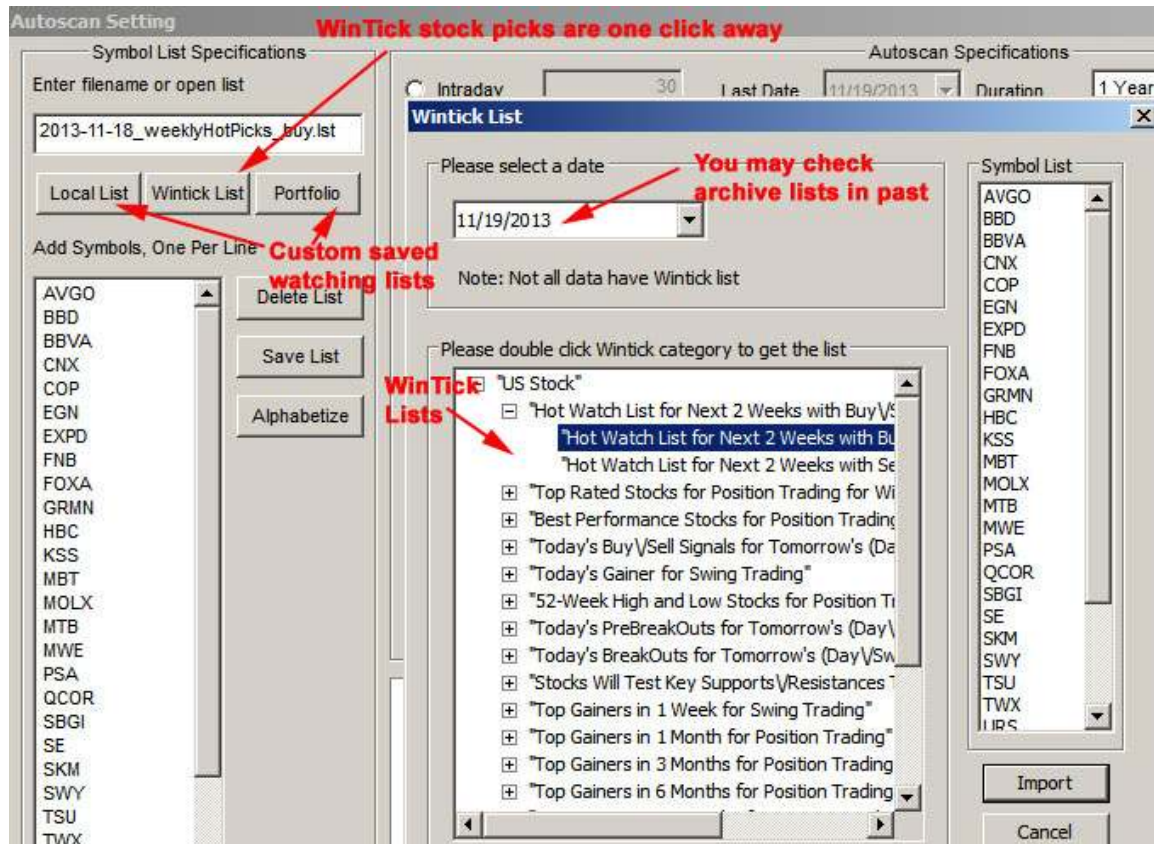 Autoscan Setting
WinTick stock picks are one click away
Symbol List Specifications
Enter filename or open list
2013-11-18_weeklyHotPicks_buy.lst
Local List
Wintick List
Portfolio
Custom saved
watching lists
Add Symbols, One Per Line
AVGO
BBD
BBVA
CNX
COP
EGN
EXPD
FNB
FOXA
GRMN
HBC
KSS
MBT
MOLX
MTB
MWE
PSA
QCOR
SBGI
SE
SKM
SWY
TSU
TWX
Delete List
Save List
Alphabetize
Autoscan Specifications
Intraday
30
Last Date
11/19/2013
Duration
1 Year
Wintick List
Please select a date
11/19/2013
You may check
archive lists in past
Note: Not all data have Wintick list
Please double click Wintick category to get the list
WinTick
Lists
"US Stock"
"Hot Watch List for Next 2 Weeks with Buy\/S
"Hot Watch List for Next 2 Weeks with Bu
"Hot Watch List for Next 2 Weeks with Se
"Top Rated Stocks for Position Trading for Wi
"Best Performance Stocks for Position Trading
"Today's Buy\/Sell Signals for Tomorrow's (Da
"Today's Gainer for Swing Trading"
"52-Week High and Low Stocks for Position Tr
"Today's PreBreakOuts for Tomorrow's (Day\
"Today's BreakOuts for Tomorrow's (Day\/Sw
"Stocks Will Test Key Supports\/Resistances T
"Top Gainers in 1 Week for Swing Trading"
"Top Gainers in 1 Month for Position Trading"
"Top Gainers in 3 Months for Position Trading
"Top Gainers in 6 Months for Position Trading
Symbol List
AVGO
BBD
BBVA
CNX
COP
EGN
EXPD
FNB
FOXA
GRMN
HBC
KSS
MBT
MOLX
MTB
MWE
PSA
QCOR
SBGI
SE
SKM
SWY
TSU
TWX
URS
Import
Cancel